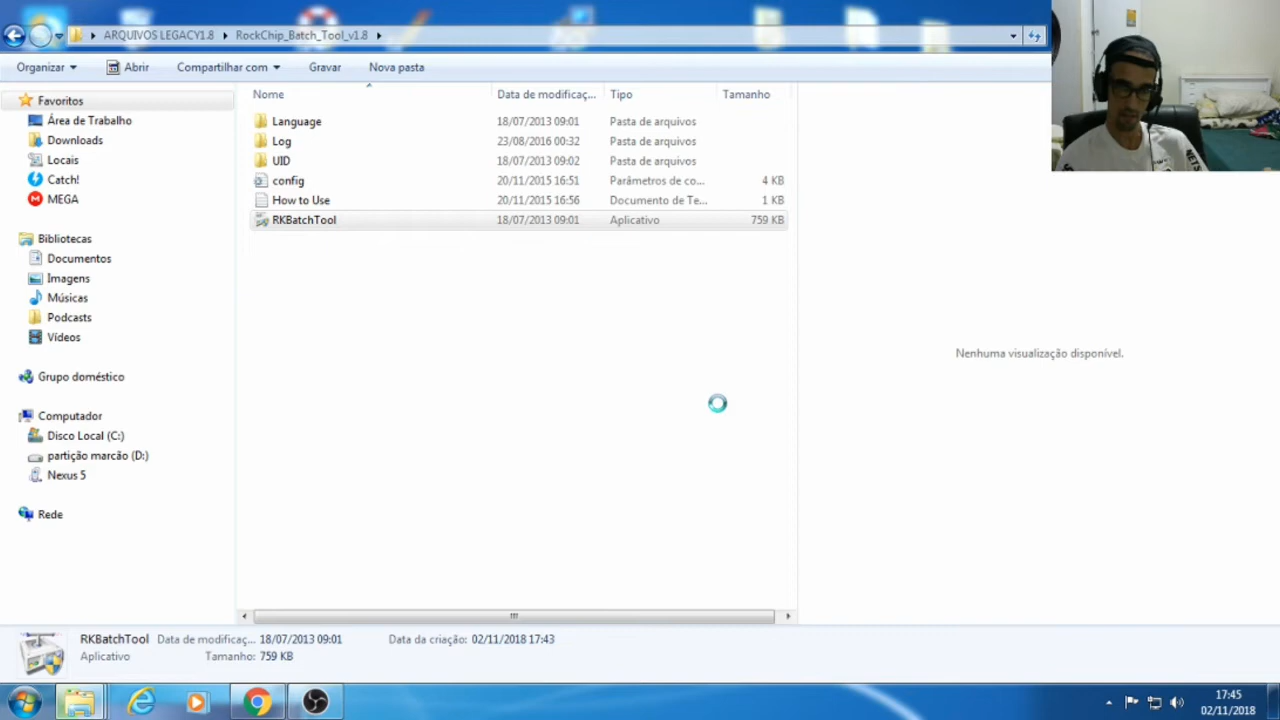 ARQUIVOS LEGACY1.8 RockChip_Batch_Tool_v1.8
Organizar Abrir Compartilhar com Gravar Nova pasta
Nome Data de modificaç... Tipo Tamanho
Favoritos
Área de Trabalho
Downloads
Locais
Catch!
MEGA
Bibliotecas
Documentos
Imagens
Músicas
Podcasts
Vídeos
Grupo doméstico
Computador
Disco Local (C:)
partição marcão (D:)
Nexus 5
Rede
Language 18/07/2013 09:01 Pasta de arquivos
Log 23/08/2016 00:32 Pasta de arquivos
UID 18/07/2013 09:02 Pasta de arquivos
config 20/11/2015 16:51 Parâmetros de co... 4 KB
How to Use 20/11/2015 16:56 Documento de Te... 1 KB
RKBatchTool 18/07/2013 09:01 Aplicativo 759 KB
Nenhuma visualização disponível.
RKBatchTool Data de modificaç... 18/07/2013 09:01 Data da criação: 02/11/2018 17:43
Aplicativo Tamanho: 759 KB
17:45
02/11/2018